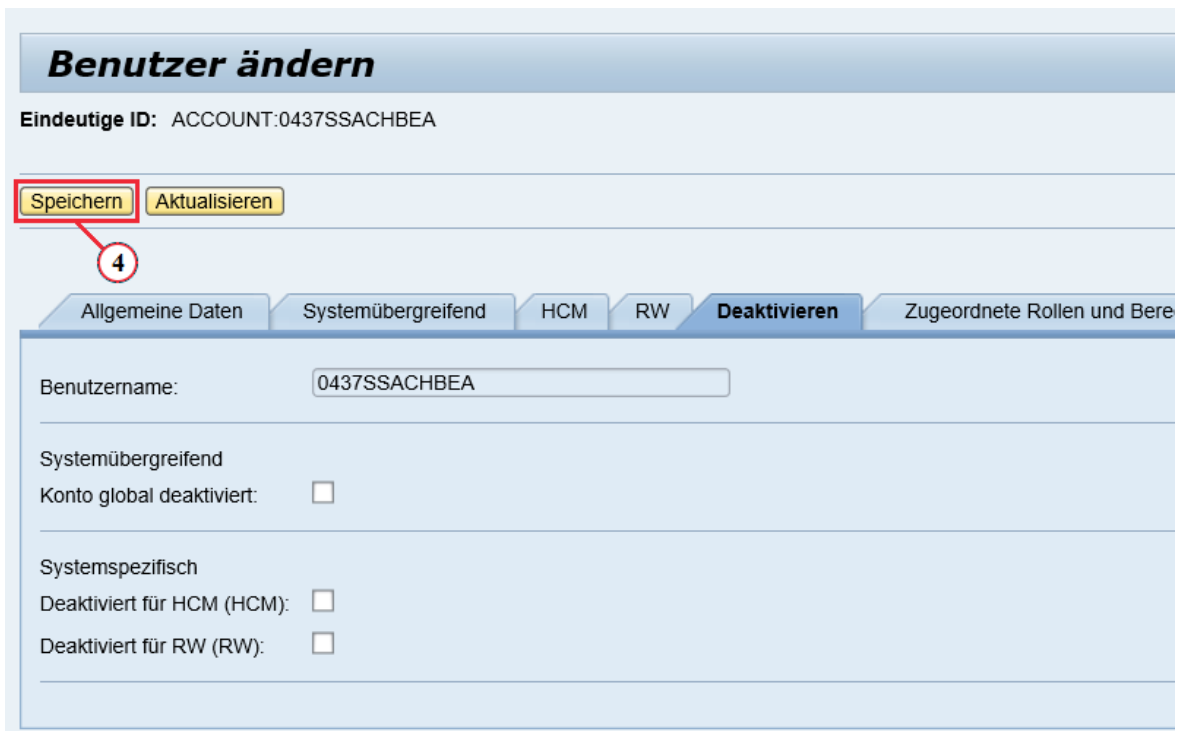 Benutzer ändern
Eindeutige ID: ACCOUNT:0437SSACHBEA
Speichern Aktualisieren
4
Allgemeine Daten Systemübergreifend HCM RW Deaktivieren Zugeordnete Rollen und Bere
Benutzername: 0437SSACHBEA
Systemübergreifend
Konto global deaktiviert:
Systemspezifisch
Deaktiviert für HCM (HCM):
Deaktiviert für RW (RW):